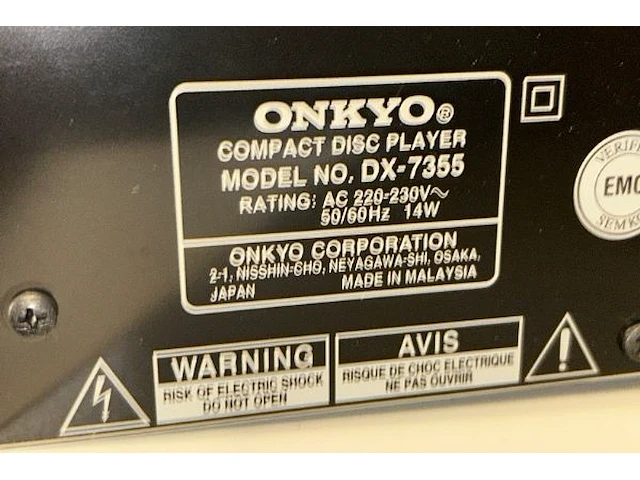 ONKYO®
COMPACT DISC PLAYER
MODEL NO. DX-7355
RATING: AC 220-230V~
50/60Hz 14W
ONKYO CORPORATION
2-1, NISSHIN-CHO, NEYAGAWA-SHI, OSAKA,
JAPAN MADE IN MALAYSIA
EMC
WARNING
RISK OF ELECTRIC SHOCK
DO NOT OPEN
AVIS
RISQUE DE CHOC ELECTRIQUE
NE PAS OUVRIR